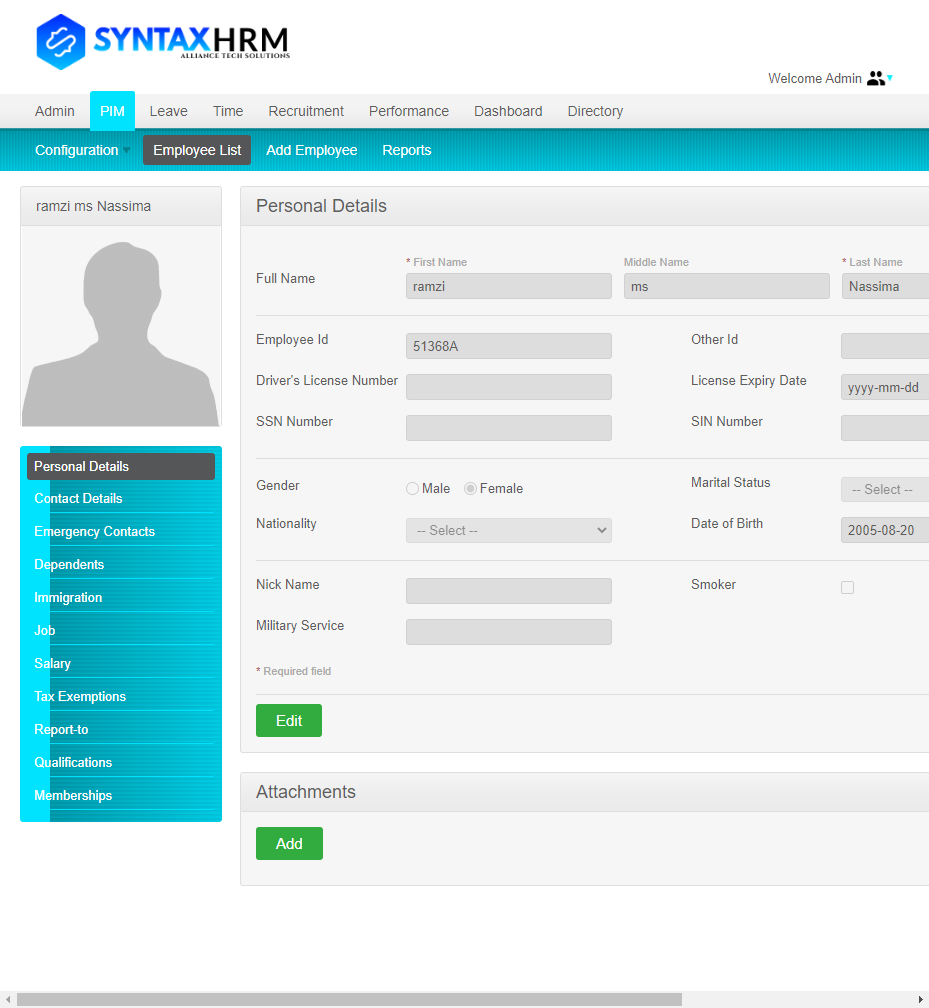 SYNTAXHRM
ALLIANCE TECH SOLUTIONS
Welcome Admin
Admin PIM Leave Time Recruitment Performance Dashboard Directory
Configuration Employee List Add Employee Reports
ramzi ms Nassima
Personal Details
Contact Details
Emergency Contacts
Dependents
Immigration
Job
Salary
Tax Exemptions
Report-to
Qualifications
Memberships
Personal Details
* First Name Middle Name * Last Name
Full Name ramzi ms Nassima
Employee Id 51368A Other Id
Driver's License Number License Expiry Date yyyy-mm-dd
SSN Number SIN Number
Gender Male Female Marital Status -- Select --
Nationality -- Select -- Date of Birth 2005-08-20
Nick Name Smoker
Military Service
* Required field
Edit
Attachments
Add